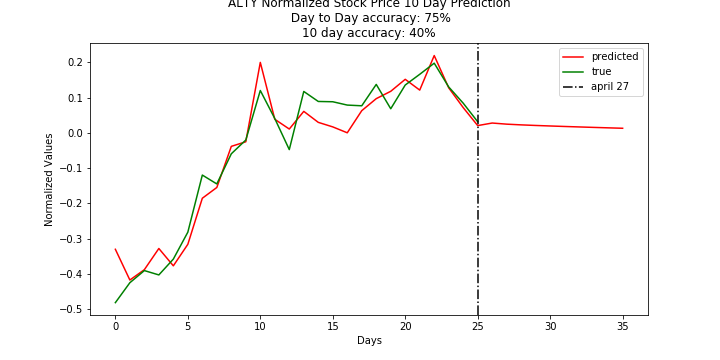 ALTY Normalized Stock Price 10 Day Prediction
Day to Day accuracy: 75%
10 day accuracy: 40%
predicted
true
april 27
Normalized Values
0.2
0.1
0.0
−0.1
−0.2
−0.3
−0.4
−0.5
0 5 10 15 20 25 30 35
Days